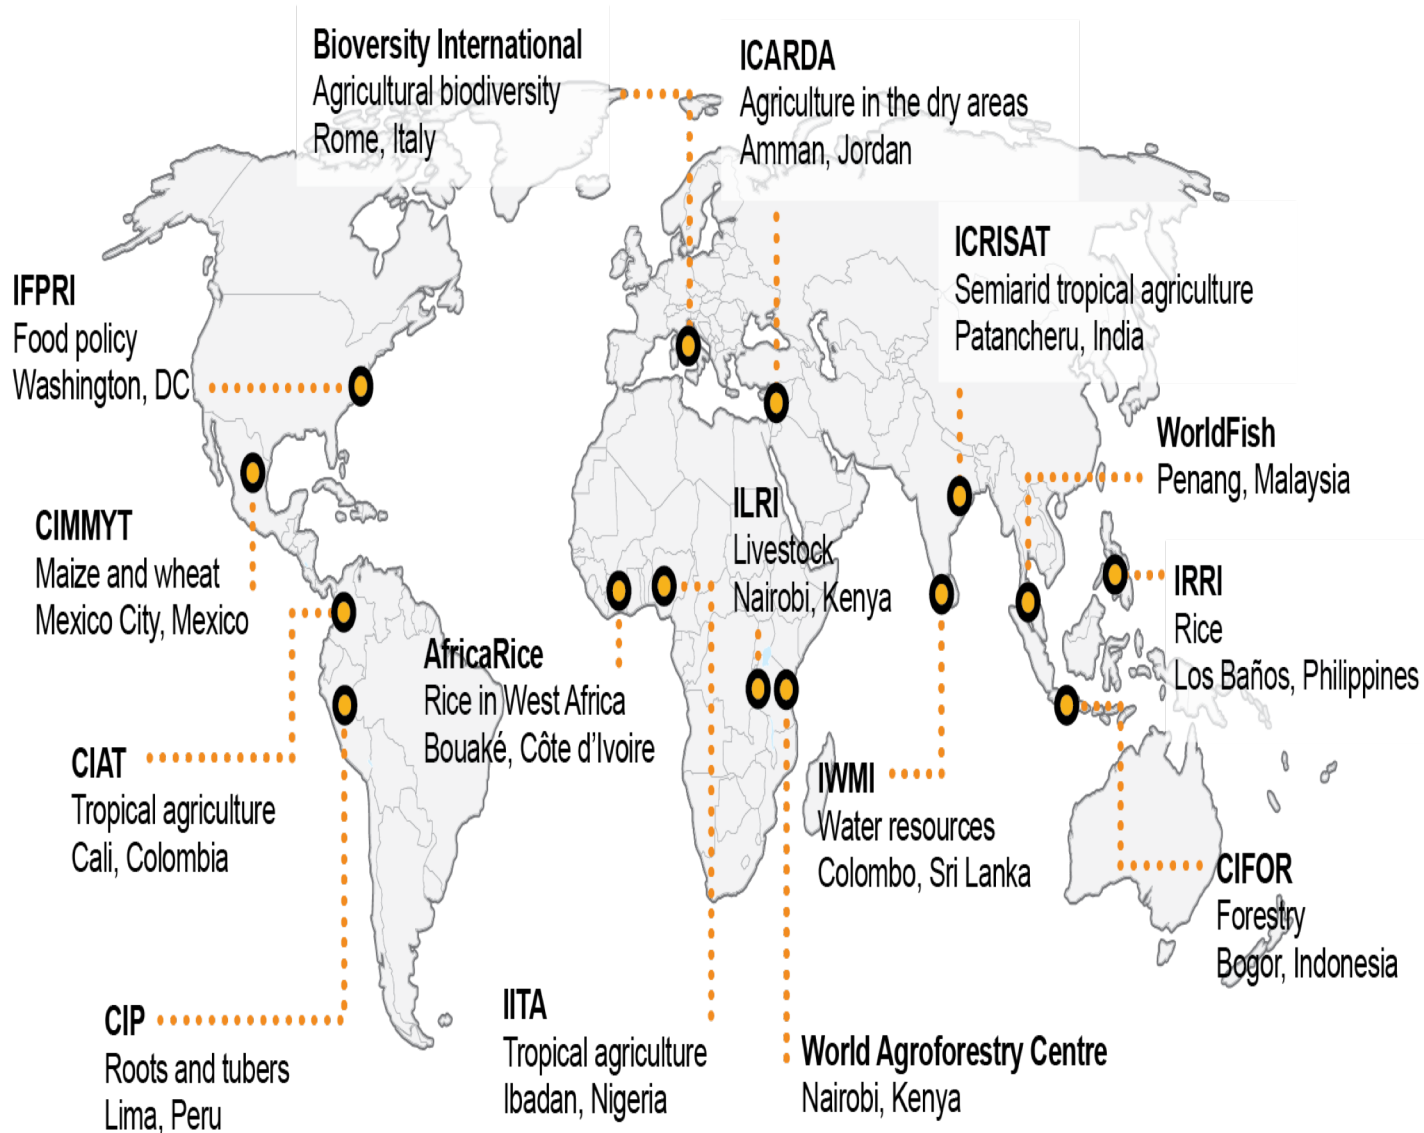 Bioversity International
Agricultural biodiversity
Rome, Italy
ICARDA
Agriculture in the dry areas
Amman, Jordan
ICRISAT
Semiarid tropical agriculture
Patancheru, India
IFPRI
Food policy
Washington, DC
WorldFish
Penang, Malaysia
ILRI
Livestock
Nairobi, Kenya
CIMMYT
Maize and wheat
Mexico City, Mexico
IRRI
Rice
Los Baños, Philippines
AfricaRice
Rice in West Africa
Bouaké, Côte d’Ivoire
CIAT
Tropical agriculture
Cali, Colombia
IWMI
Water resources
Colombo, Sri Lanka
CIFOR
Forestry
Bogor, Indonesia
CIP
Roots and tubers
Lima, Peru
IITA
Tropical agriculture
Ibadan, Nigeria
World Agroforestry Centre
Nairobi, Kenya